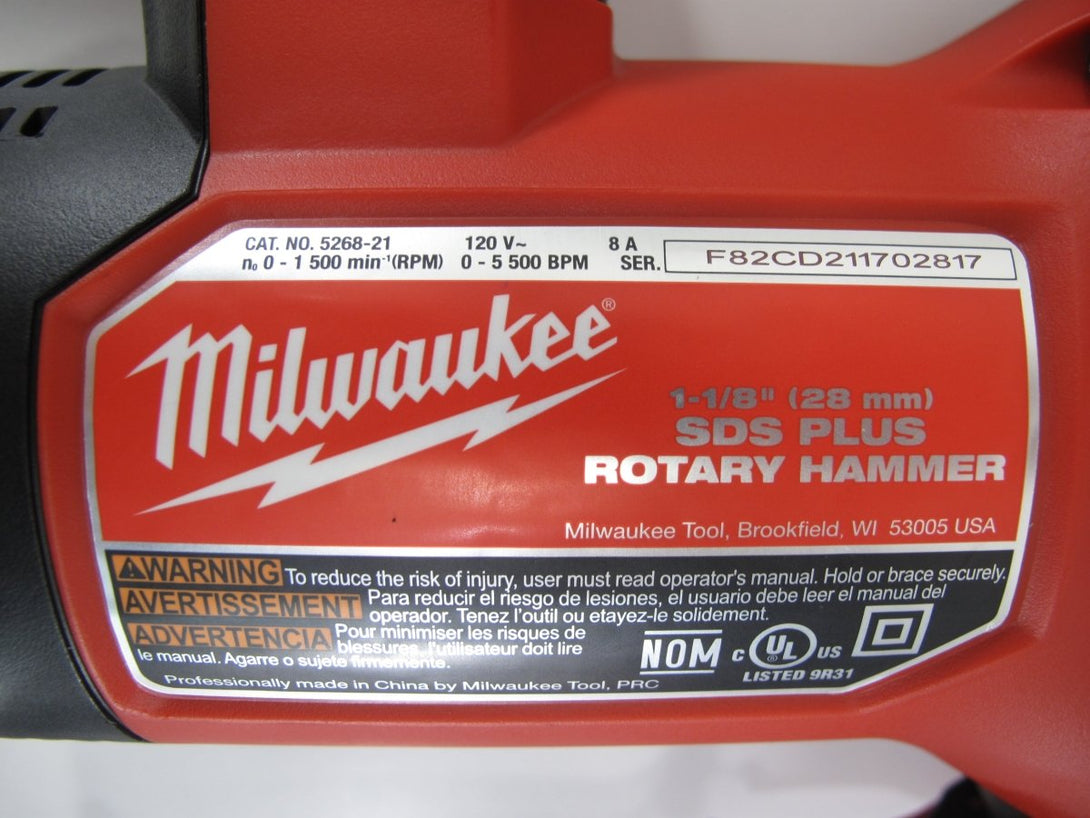 CAT. NO. 5268-21 120 V~ 8 A
n₀ 0 - 1 500 min⁻¹(RPM) 0 - 5 500 BPM SER. F82CD211702817
Milwaukee®
1-1/8" (28 mm)
SDS PLUS
ROTARY HAMMER
Milwaukee Tool, Brookfield, WI 53005 USA
WARNING To reduce the risk of injury, user must read operator's manual. Hold or brace securely.
AVERTISSEMENT Para reducir el riesgo de lesiones, el usuario debe leer el manual del
operador. Tenez l'outil ou etayez-le solidement.
ADVERTENCIA Pour minimiser les risques de
blessures, l'utilisateur doit lire
le manual. Agarre o sujete firmemente.
NOM c UL® US
LISTED 9R31
Professionally made in China by Milwaukee Tool, PRC